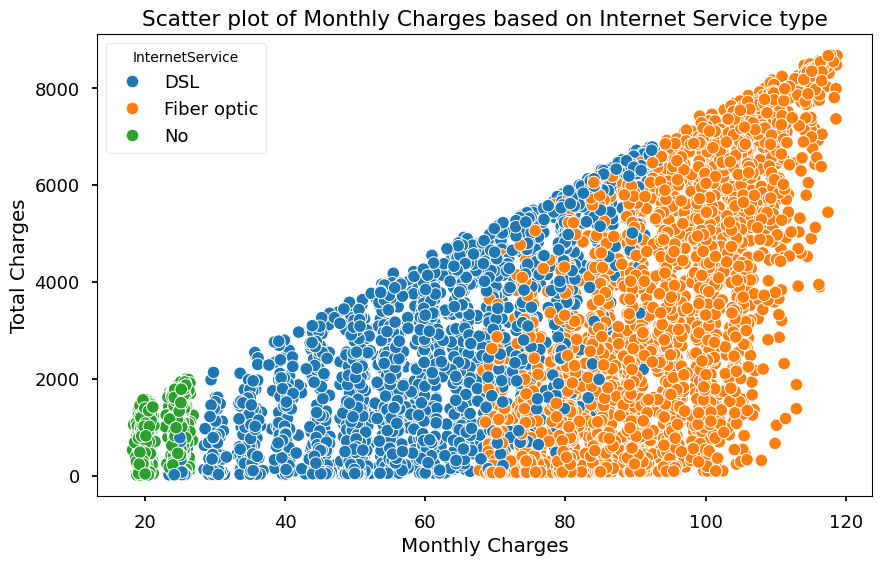 Scatter plot of Monthly Charges based on Internet Service type
InternetService
DSL
Fiber optic
No
Total Charges
8000
6000
4000
2000
0
20 40 60 80 100 120
Monthly Charges